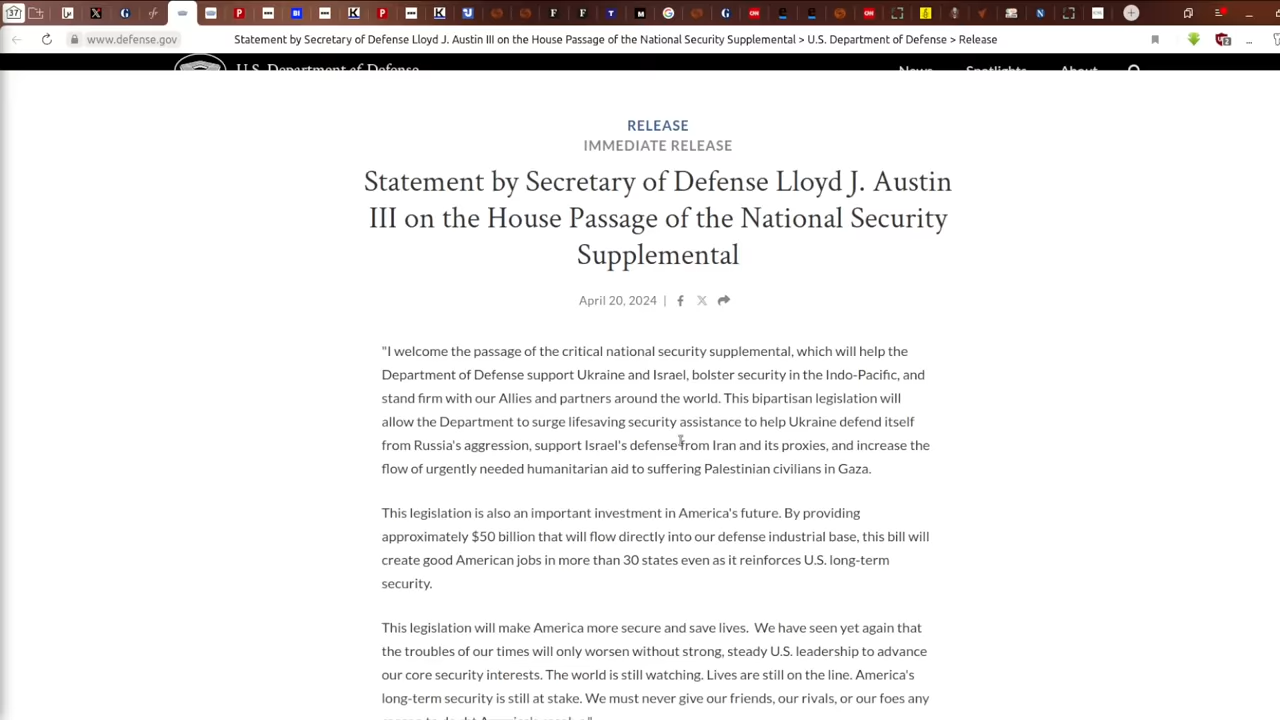 37
www.defense.gov
Statement by Secretary of Defense Lloyd J. Austin III on the House Passage of the National Security Supplemental > U.S. Department of Defense > Release
U.S. Department of Defense
News Spotlights About
RELEASE
IMMEDIATE RELEASE
Statement by Secretary of Defense Lloyd J. Austin
III on the House Passage of the National Security
Supplemental
April 20, 2024 |
"I welcome the passage of the critical national security supplemental, which will help the
Department of Defense support Ukraine and Israel, bolster security in the Indo-Pacific, and
stand firm with our Allies and partners around the world. This bipartisan legislation will
allow the Department to surge lifesaving security assistance to help Ukraine defend itself
from Russia's aggression, support Israel's defense from Iran and its proxies, and increase the
flow of urgently needed humanitarian aid to suffering Palestinian civilians in Gaza.
This legislation is also an important investment in America's future. By providing
approximately $50 billion that will flow directly into our defense industrial base, this bill will
create good American jobs in more than 30 states even as it reinforces U.S. long-term
security.
This legislation will make America more secure and save lives.  We have seen yet again that
the troubles of our times will only worsen without strong, steady U.S. leadership to advance
our core security interests. The world is still watching. Lives are still on the line. America's
long-term security is still at stake. We must never give our friends, our rivals, or our foes any